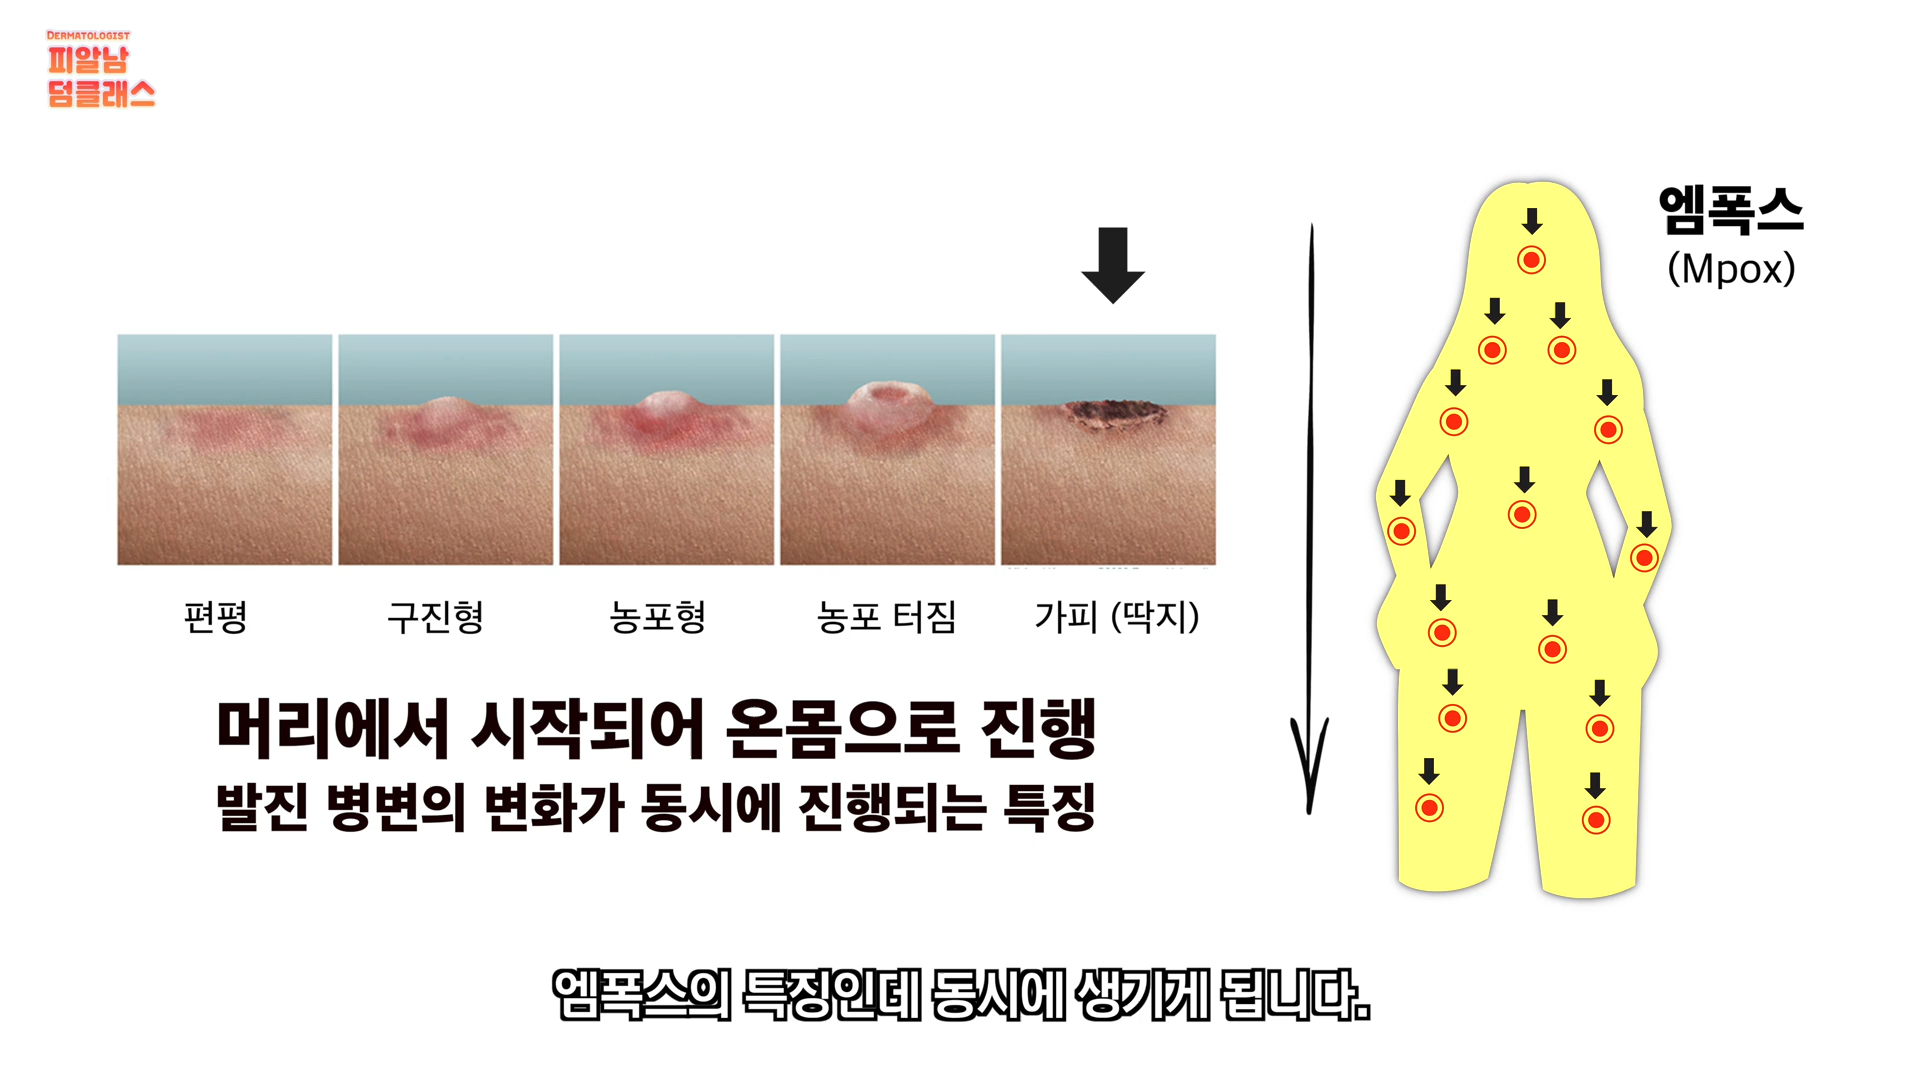 DERMATOLOGIST
피알남
덤클래스
엠폭스
(Mpox)
편평
구진형
농포형
농포 터짐
가피 (딱지)
머리에서 시작되어 온몸으로 진행
발진 병변의 변화가 동시에 진행되는 특징
엠폭스의 특징인데 동시에 생기게 됩니다.